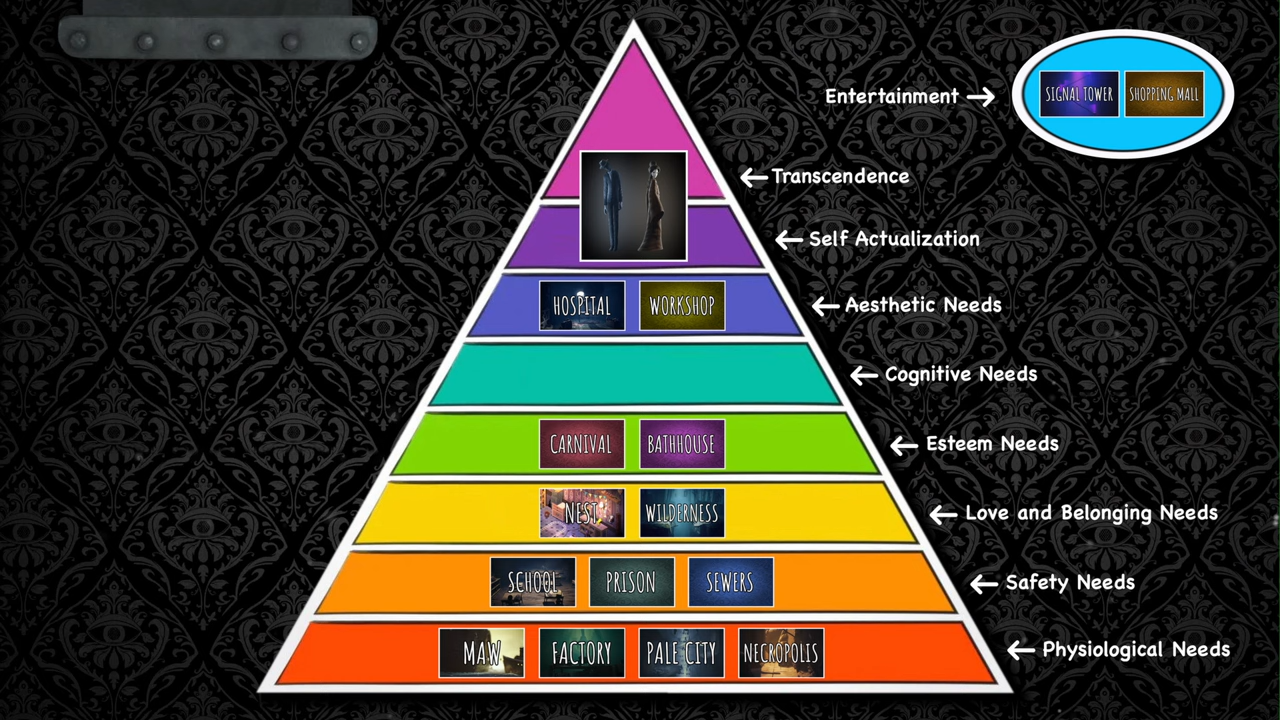 Entertainment
SIGNAL TOWER
SHOPPING MALL
Transcendence
Self Actualization
HOSPITAL
WORKSHOP
Aesthetic Needs
Cognitive Needs
CARNIVAL
BATHHOUSE
Esteem Needs
NEST
WILDERNESS
Love and Belonging Needs
SCHOOL
PRISON
SEWERS
Safety Needs
MAW
FACTORY
PALE CITY
NECROPOLIS
Physiological Needs